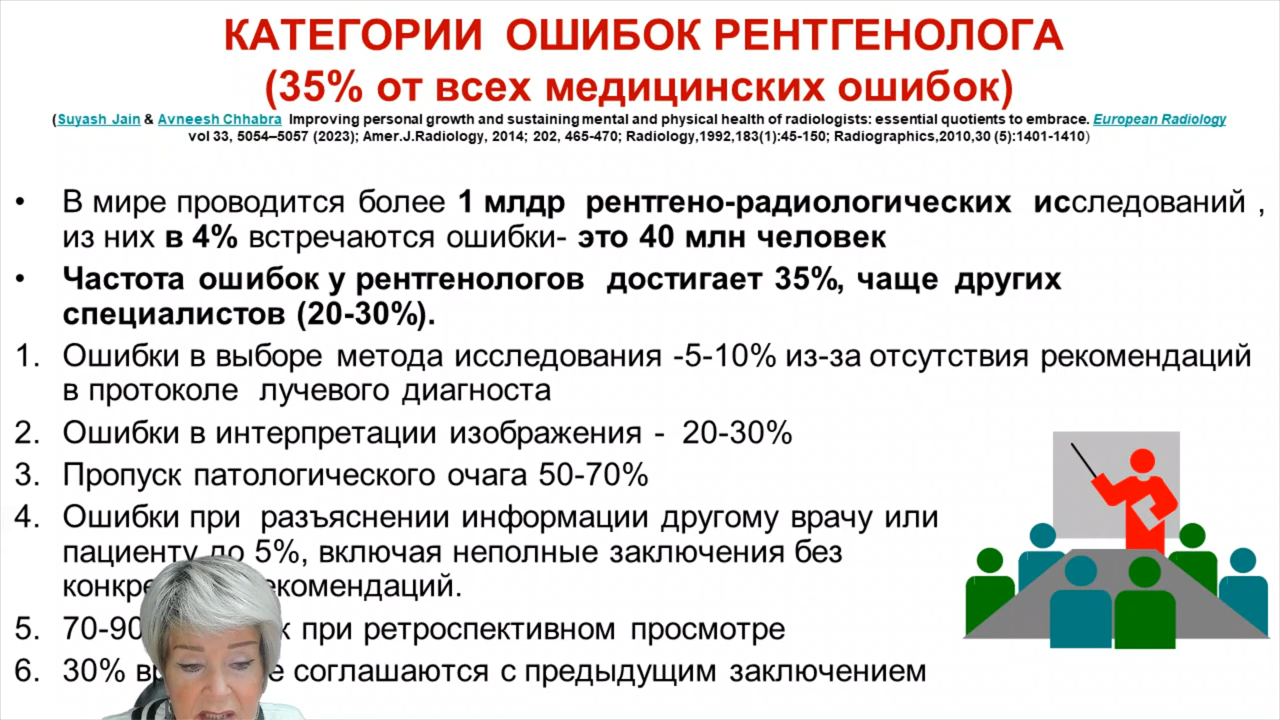 КАТЕГОРИИ ОШИБОК РЕНТГЕНОЛОГА
(35% от всех медицинских ошибок)
(Suyash Jain & Avneesh Chhabra Improving personal growth and sustaining mental and physical health of radiologists: essential quotients to embrace. European Radiology
vol 33, 5054–5057 (2023); Amer.J.Radiology, 2014; 202, 465-470; Radiology,1992,183(1):45-150; Radiographics,2010,30 (5):1401-1410)
• В мире проводится более 1 млдр рентгено-радиологических исследований ,
из них в 4% встречаются ошибки- это 40 млн человек
• Частота ошибок у рентгенологов достигает 35%, чаще других
специалистов (20-30%).
1. Ошибки в выборе метода исследования -5-10% из-за отсутствия рекомендаций
в протоколе лучевого диагноста
2. Ошибки в интерпретации изображения - 20-30%
3. Пропуск патологического очага 50-70%
4. Ошибки при разъяснении информации другому врачу или
пациенту до 5%, включая неполные заключения без
рекомендаций.
5. при ретроспективном просмотре
6. 30% соглашаются с предыдущим заключением